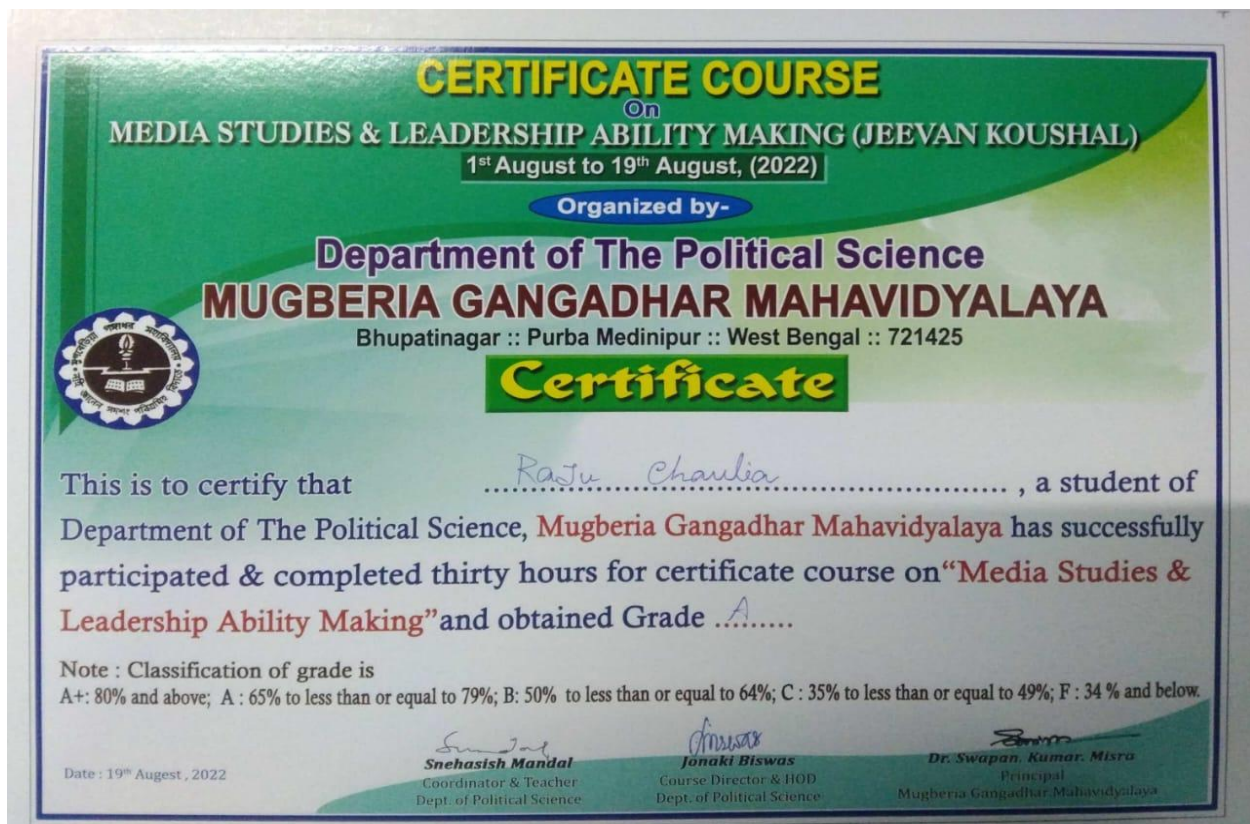 CERTIFICATE COURSE
On
MEDIA STUDIES & LEADERSHIP ABILITY MAKING (JEEVAN KOUSHAL)
1st August to 19th August, (2022)
Organized by-
Department of The Political Science
MUGBERIA GANGADHAR MAHAVIDYALAYA
Bhupatinagar :: Purba Medinipur :: West Bengal :: 721425
Certificate
This is to certify that Raju Chaulia , a student of
Department of The Political Science, Mugberia Gangadhar Mahavidyalaya has successfully
participated & completed thirty hours for certificate course on“Media Studies &
Leadership Ability Making”and obtained Grade ..A......
Note : Classification of grade is
A+: 80% and above; A : 65% to less than or equal to 79%; B: 50% to less than or equal to 64%; C : 35% to less than or equal to 49%; F : 34 % and below.
Date : 19th Augest , 2022
Snehasish Mandal
Coordinator & Teacher
Dept. of Political Science
Jonaki Biswas
Course Director & HOD
Dept. of Political Science
Dr. Swapan. Kumar. Misra
Principal
Mugberia Gangadhar Mahavidyalaya